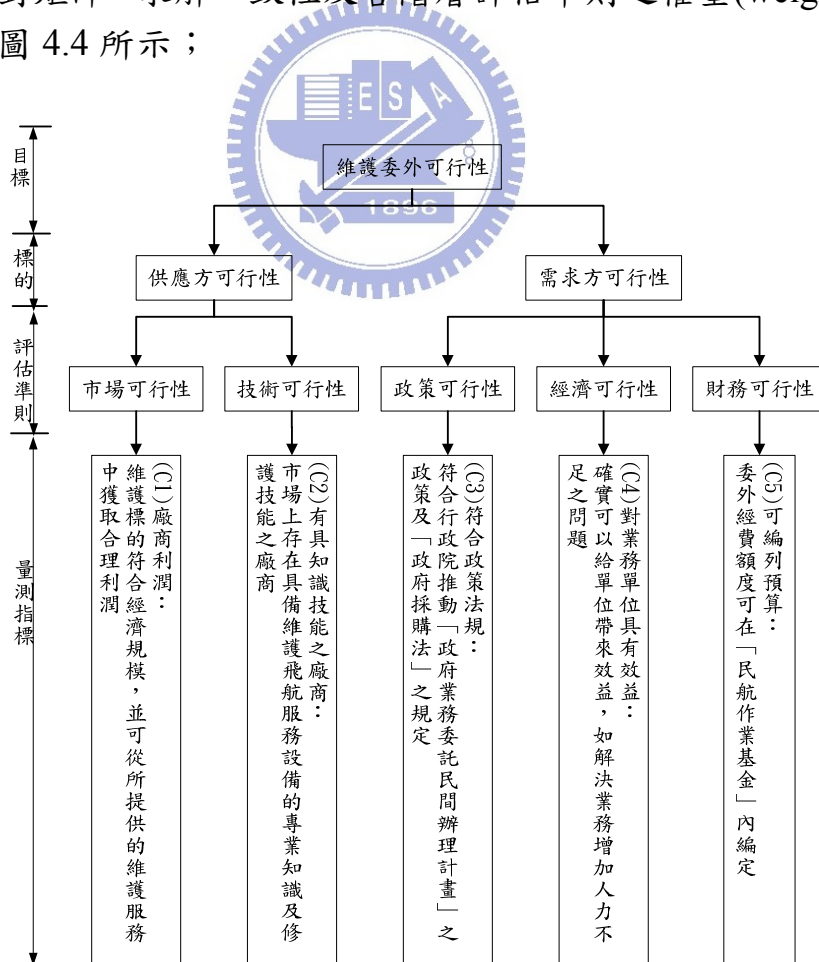 圖 4.4 所示；
ESA
1896
目標
維護委外可行性
標的
供應方可行性
需求方可行性
評估準則
市場可行性
技術可行性
政策可行性
經濟可行性
財務可行性
量測指標
(C1)廠商利潤：
維護標的符合經濟規模，並可從所提供的維護服務
中獲取合理利潤
(C2)有具知識技能之廠商：
市場上存在具備維護飛航服務設備的專業知識及修
護技能之廠商
(C3)符合政策法規：
符合行政院推動「政府業務委託民間辦理計畫」之
政策及「政府採購法」之規定
(C4)對業務單位具有效益：
確實可以給單位帶來效益，如解決業務增加人力不
足之問題
(C5)可編列預算：
委外經費額度可在「民航作業基金」內編定